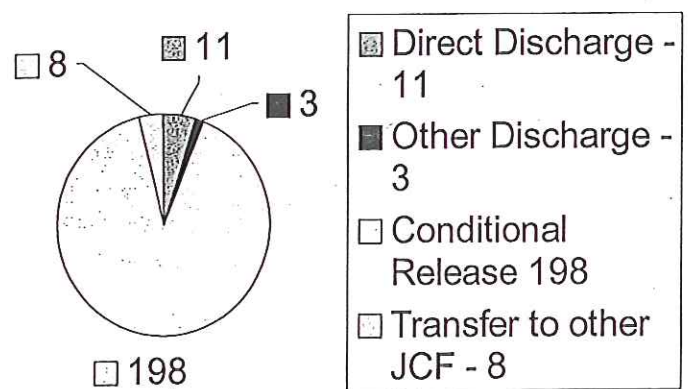 8
11
3
198
Direct Discharge -
11
Other Discharge -
3
Conditional
Release 198
Transfer to other
JCF - 8